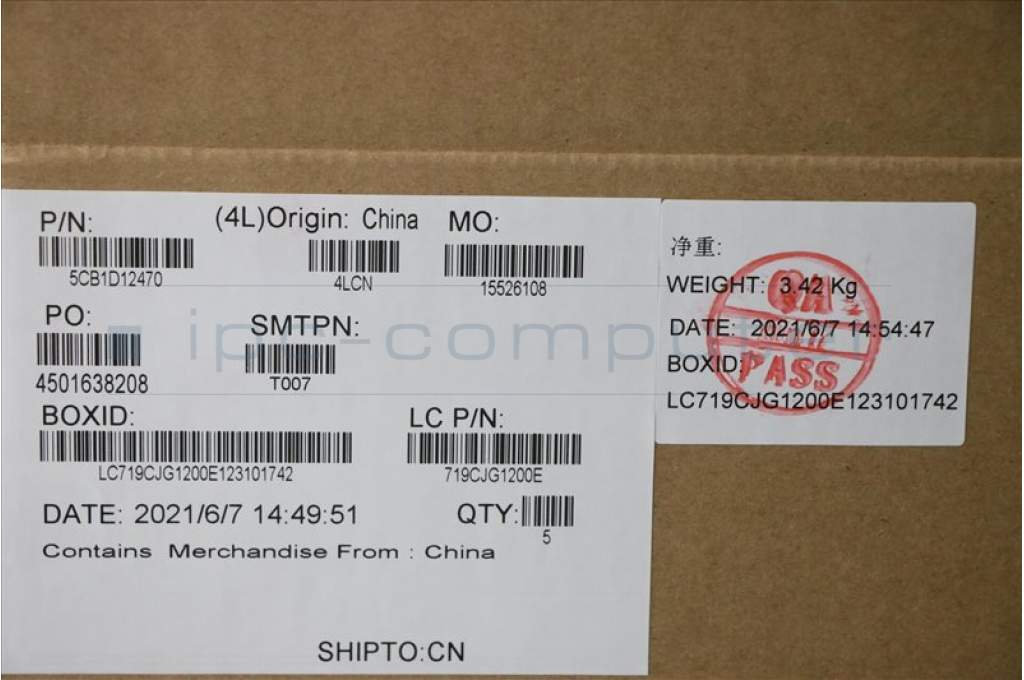 P/N:
5CB1D12470
(4L)Origin: China
4LCN
MO:
15526108
PO:
4501638208
SMTPN:
T007
BOXID:
LC719CJG1200E123101742
LC P/N:
719CJG1200E
DATE: 2021/6/7 14:49:51
QTY:
5
Contains Merchandise From : China
SHIPTO:CN
净重:
WEIGHT: 3.42 Kg
DATE: 2021/6/7 14:54:47
BOXID:
LC719CJG1200E123101742
PASS
ipc-computer